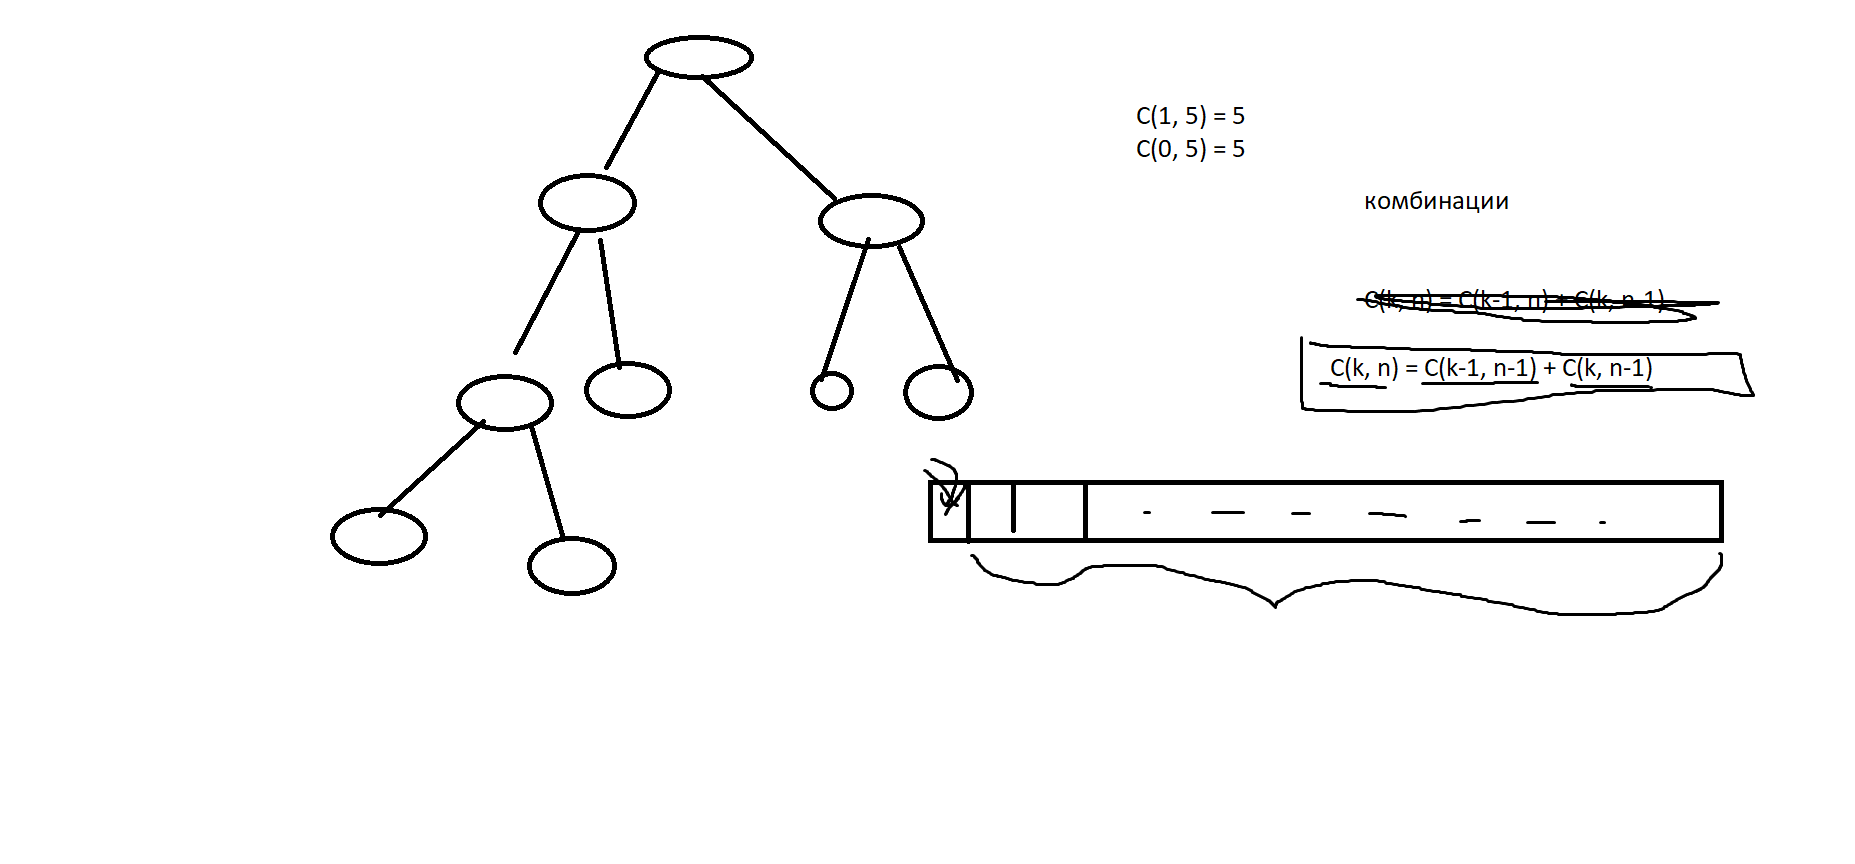 C(1, 5) = 5
C(0, 5) = 5
комбинации
C(k, n) = C(k-1, n) + C(k, n-1)
C(k, n) = C(k-1, n-1) + C(k, n-1)